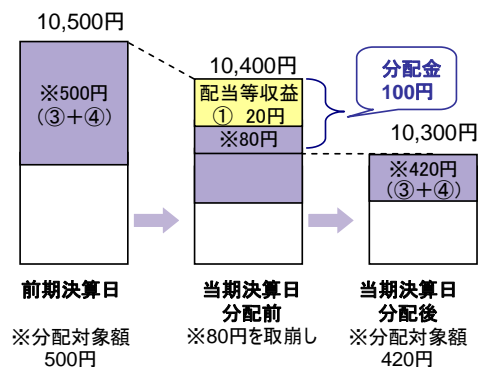 10,500円
※500円
(③+④)
前期決算日
※分配対象額
500円
10,400円
配当等収益
① 20円
※80円
当期決算日
分配前
※80円を取崩し
分配金
100円
10,300円
※420円
(③+④)
当期決算日
分配後
※分配対象額
420円